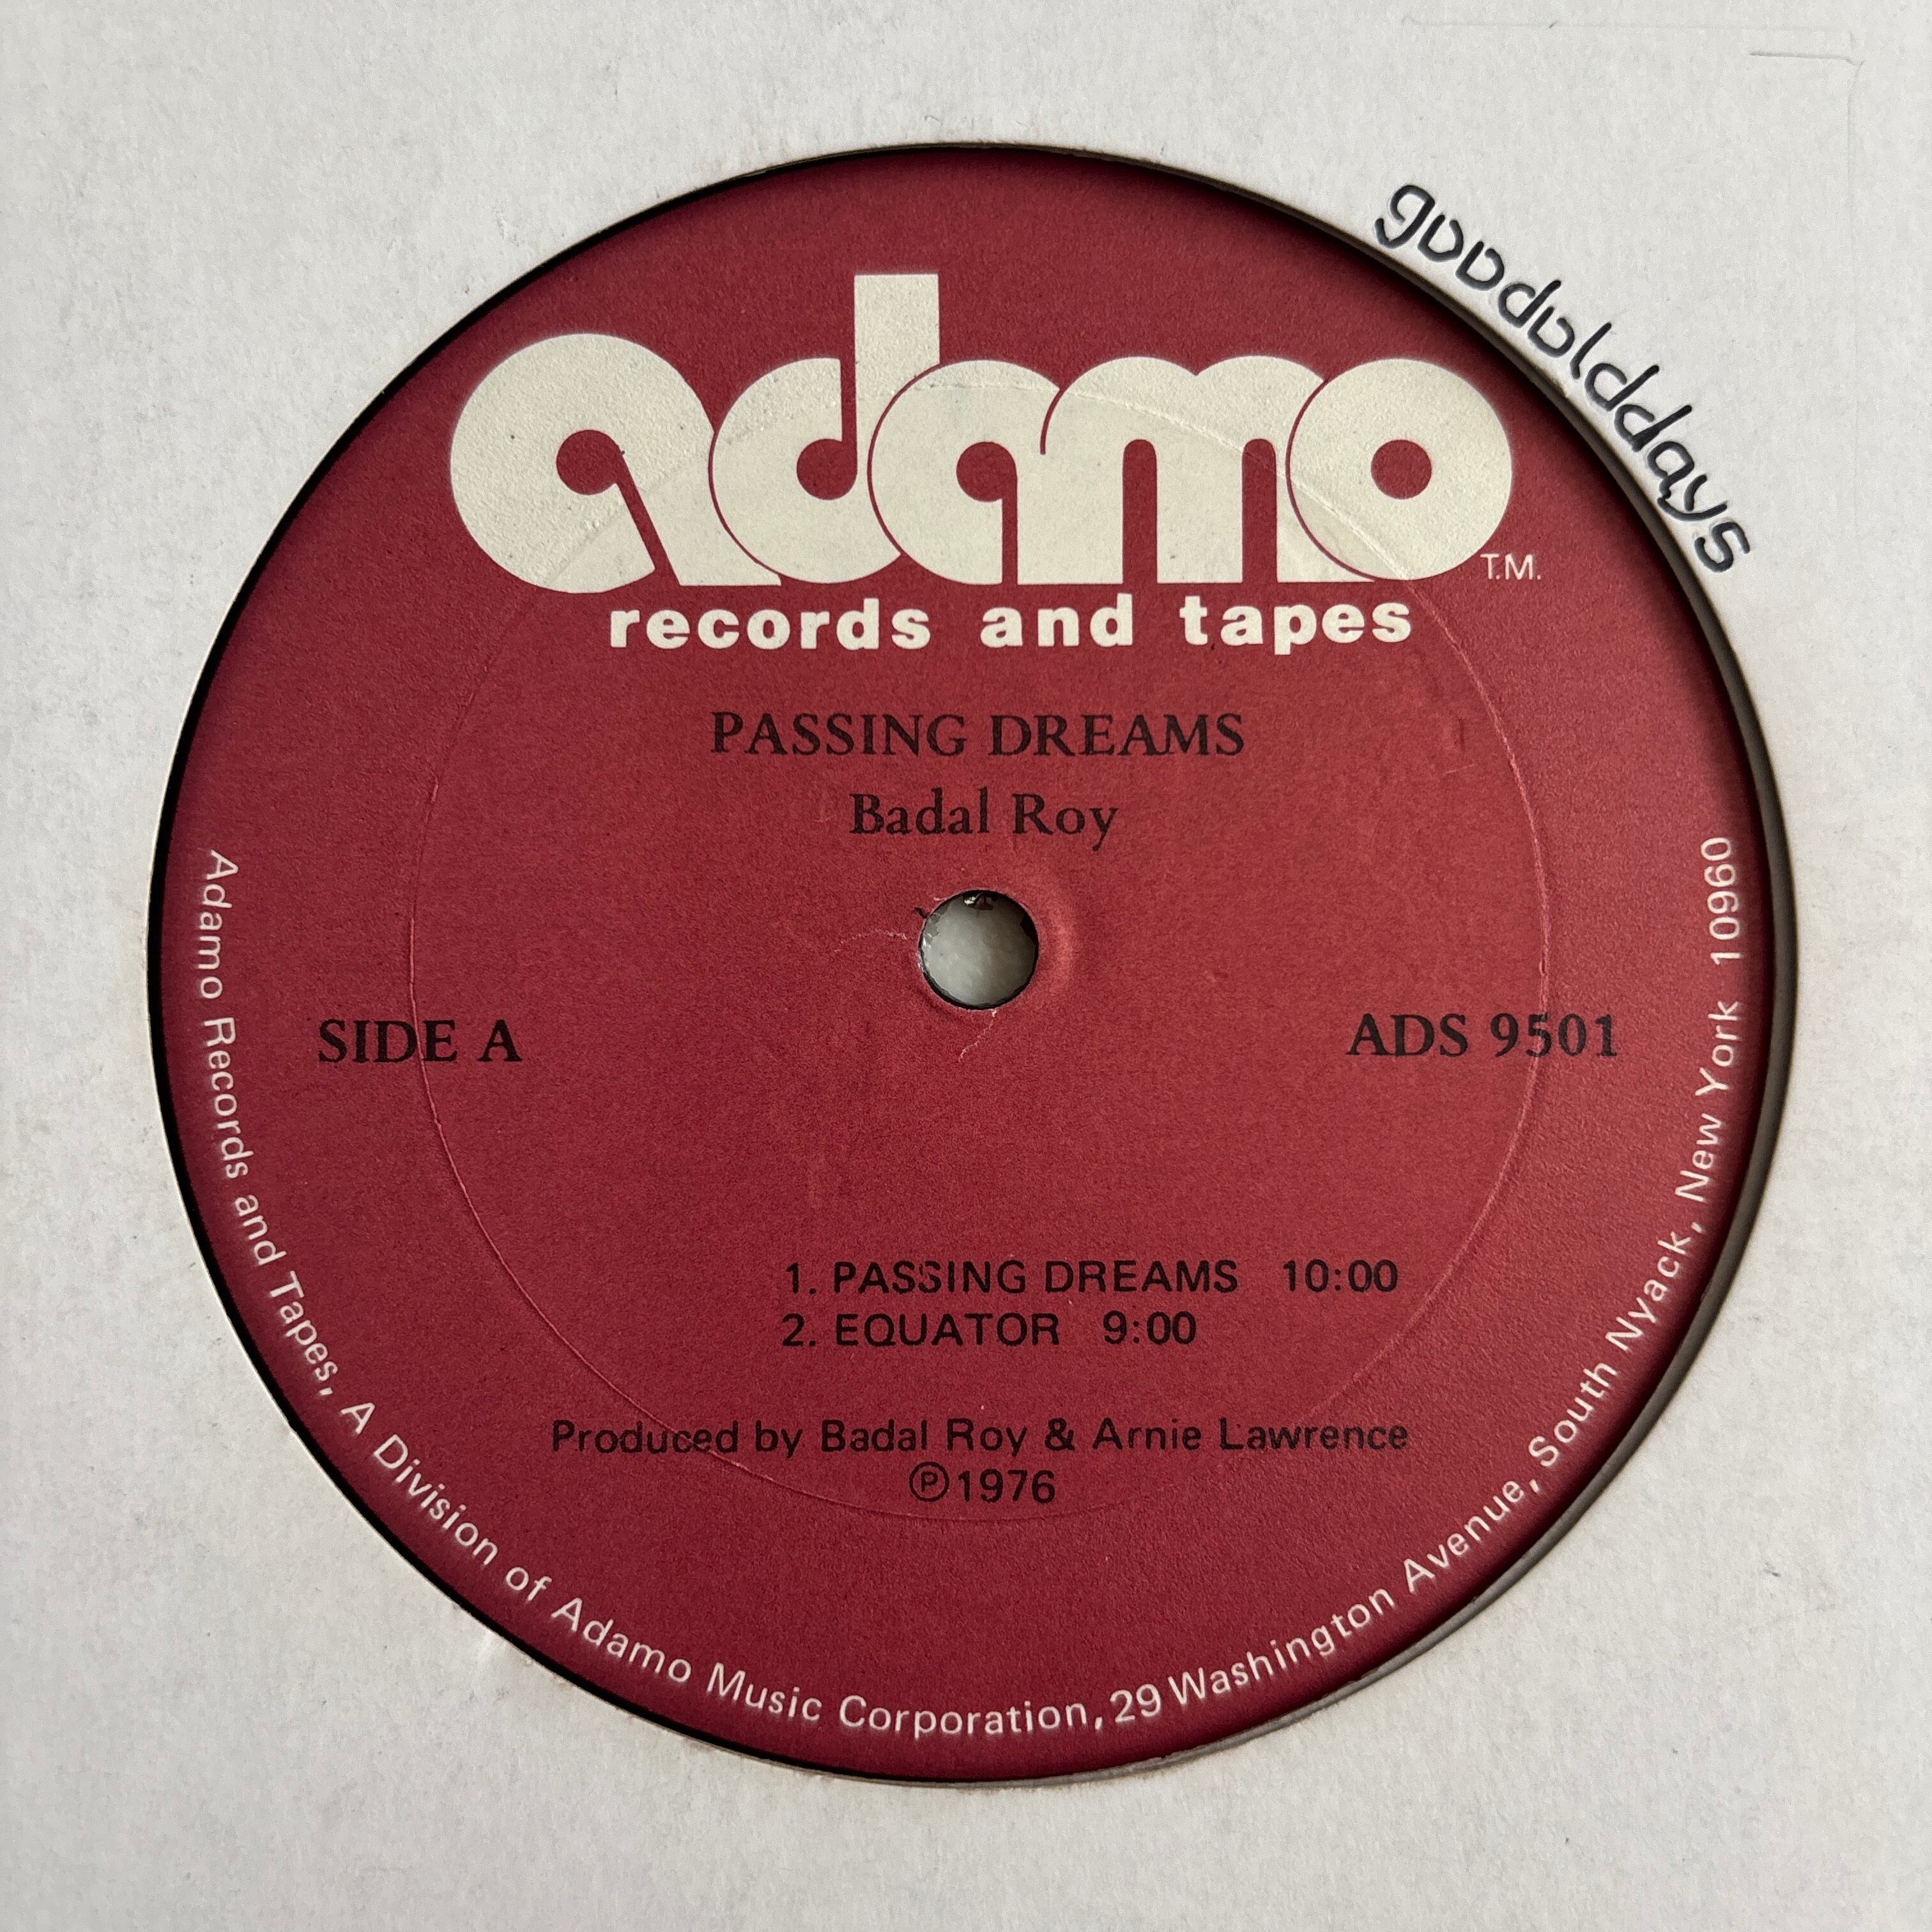 goodolddays
adamo T.M.
records and tapes
PASSING DREAMS
Badal Roy
SIDE A
ADS 9501
1. PASSING DREAMS 10:00
2. EQUATOR 9:00
Produced by Badal Roy & Arnie Lawrence
℗1976
Adamo Records and Tapes, A Division of Adamo Music Corporation, 29 Washington Avenue, South Nyack, New York 10960